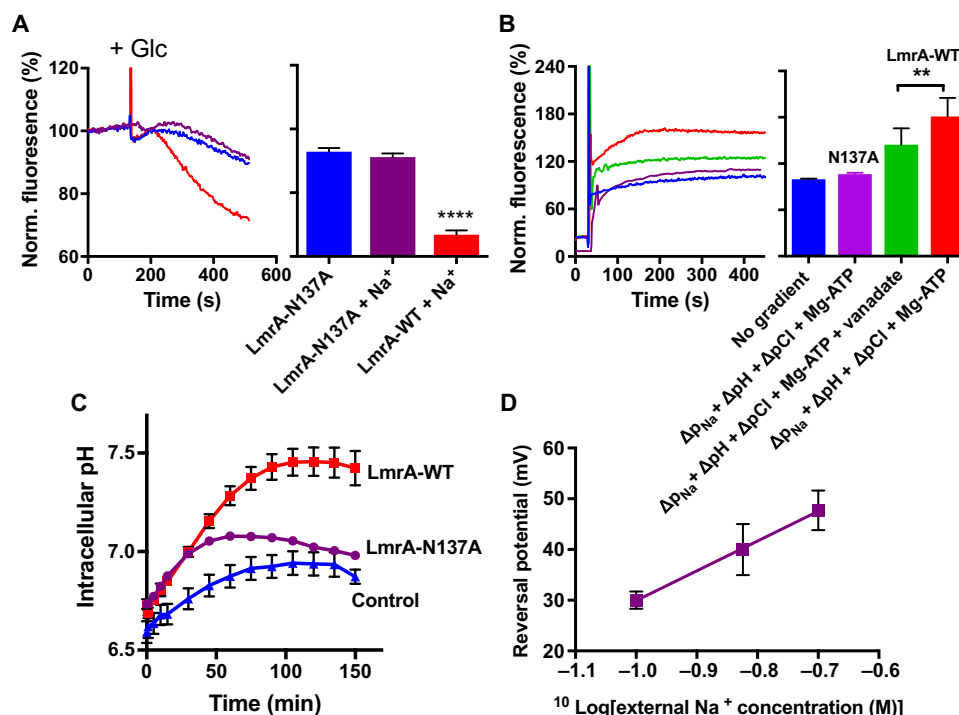 A
+ Glc
Norm. fluorescence (%)
120
100
80
60
0 200 400 600
Time (s)
****
LmrA-N137A
LmrA-N137A + Na⁺
LmrA-WT + Na⁺
B
Norm. fluorescence (%)
240
180
120
60
0
0 100 200 300 400
Time (s)
LmrA-WT
**
N137A
No gradient
ΔpNa + ΔpH + ΔpCl + Mg-ATP
ΔpNa + ΔpH + ΔpCl + Mg-ATP + vanadate
ΔpNa + ΔpH + ΔpCl + Mg-ATP
C
Intracellular pH
7.5
7.0
6.5
0 50 100 150
Time (min)
LmrA-WT
LmrA-N137A
Control
D
Reversal potential (mV)
60
50
40
30
20
–1.1 –1.0 –0.9 –0.8 –0.7 –0.6
¹⁰ Log[external Na⁺ concentration (M)]